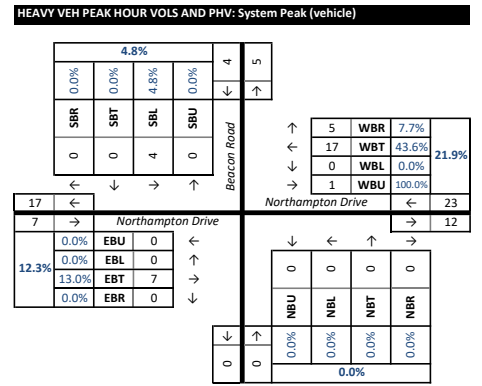 HEAVY VEH PEAK HOUR VOLS AND PHV: System Peak (vehicle)
4.8%
4 5
0.0% 0.0% 4.8% 0.0%
↓ ↑
SBR SBT SBL SBU
Beacon Road
0 0 4 0
← ↓ → ↑
↑ 5 WBR 7.7%
← 17 WBT 43.6%
↓ 0 WBL 0.0%
→ 1 WBU 100.0%
21.9%
17 ←
Northampton Drive ← 23
7 → Northampton Drive
→ 12
12.3%
0.0% EBU 0 ←
0.0% EBL 0 ↑
13.0% EBT 7 →
0.0% EBR 0 ↓
↓ ← ↑ →
0 0 0 0
NBU NBL NBT NBR
↓ ↑
0.0% 0.0% 0.0% 0.0%
0 0
0.0%